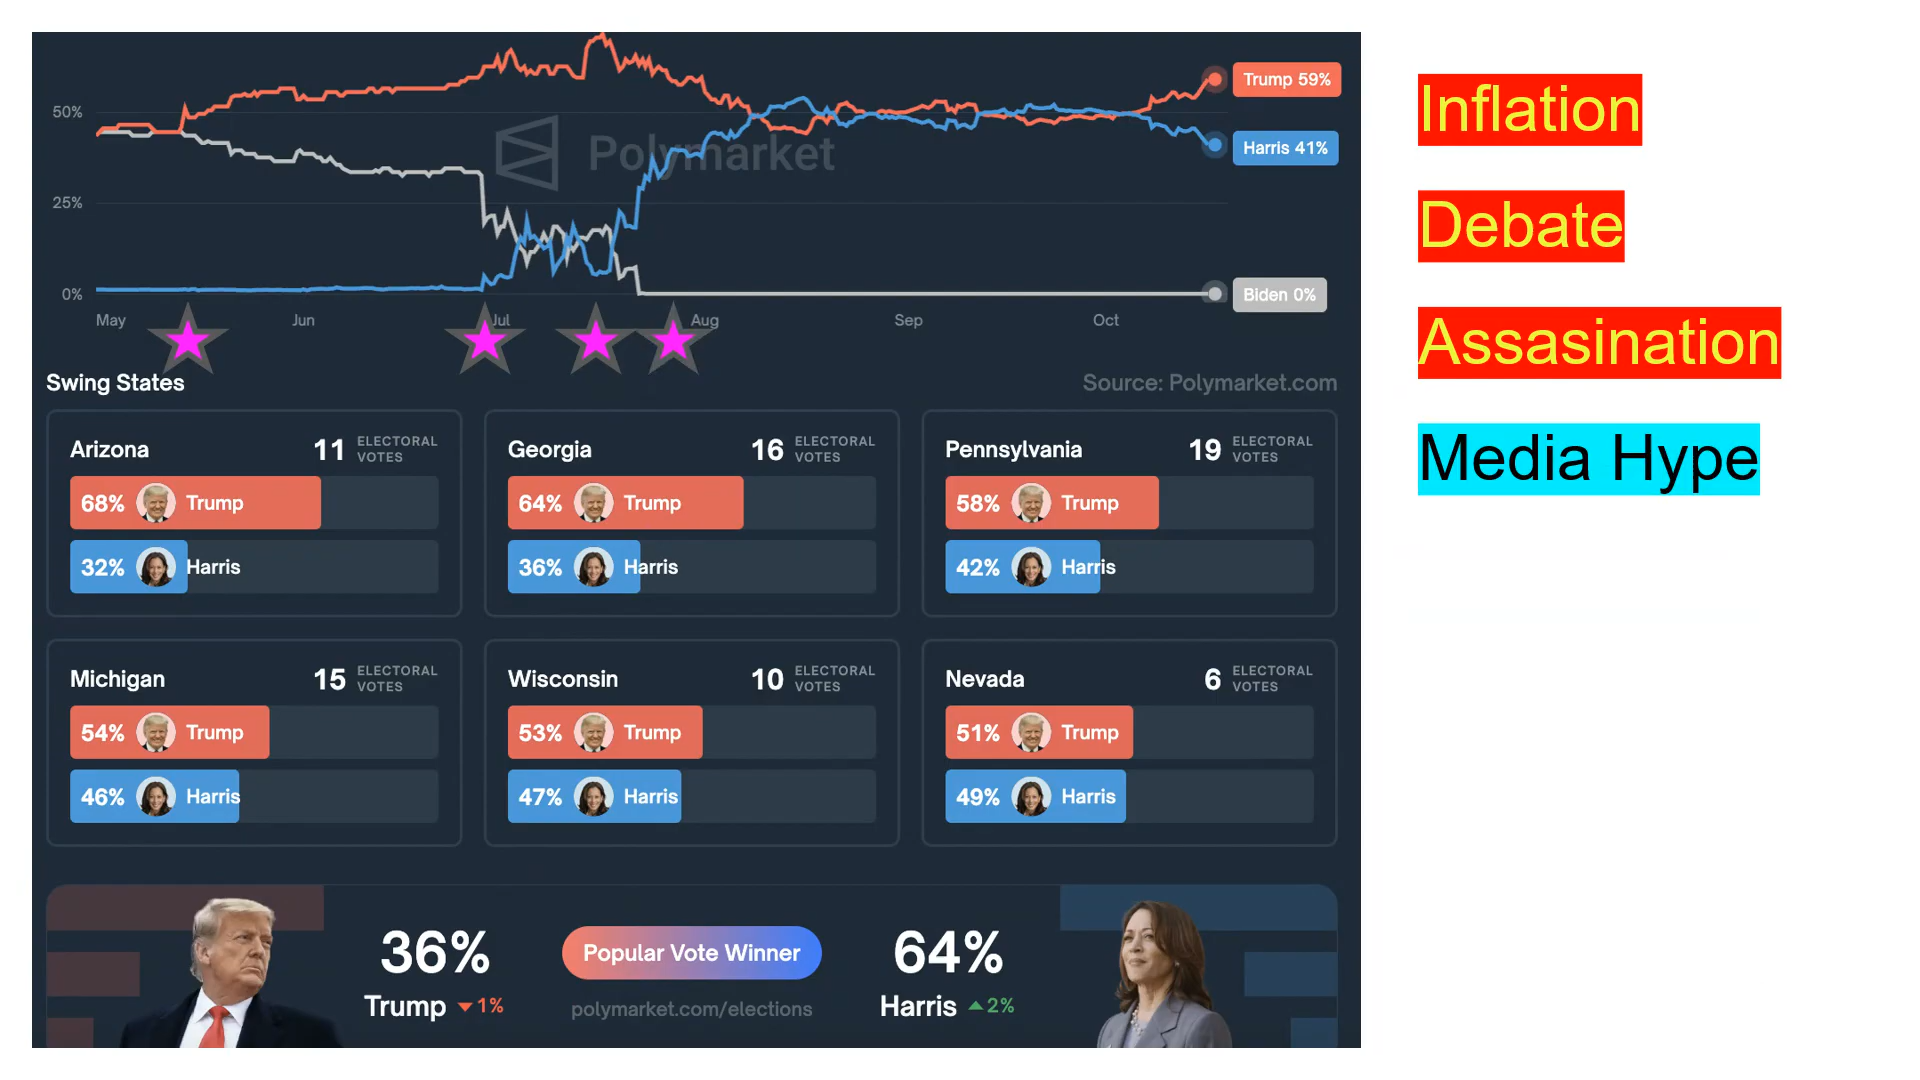 Trump 59%
50%
Polymarket
Harris 41%
25%
0%
Biden 0%
May Jun Jul Aug Sep Oct
Swing States
Source: Polymarket.com
Arizona 11 ELECTORAL VOTES
68% Trump
32% Harris
Georgia 16 ELECTORAL VOTES
64% Trump
36% Harris
Pennsylvania 19 ELECTORAL VOTES
58% Trump
42% Harris
Michigan 15 ELECTORAL VOTES
54% Trump
46% Harris
Wisconsin 10 ELECTORAL VOTES
53% Trump
47% Harris
Nevada 6 ELECTORAL VOTES
51% Trump
49% Harris
36%
Trump 1%
Popular Vote Winner
polymarket.com/elections
64%
Harris 2%
Inflation
Debate
Assasination
Media Hype